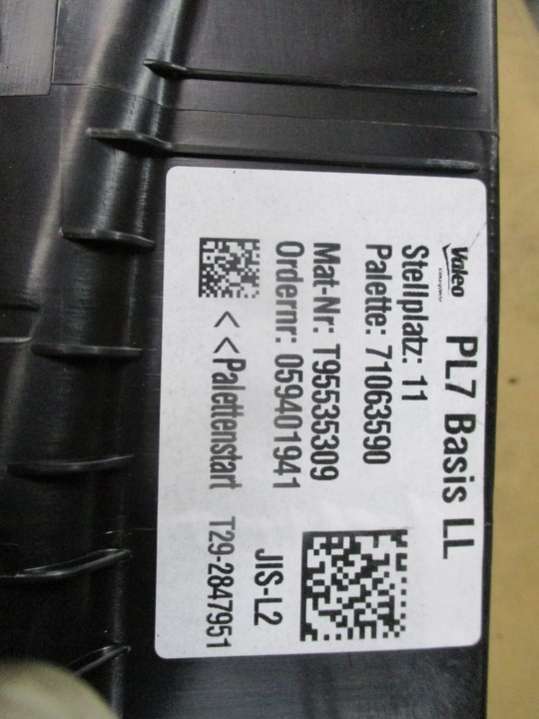 Valeo PL7 Basis LL
Stellplatz: 11
Palette: 71063590
Mat-Nr: T95535309
Ordernr: 059401941
JIS-L2
<<Palettenstart T29-2847951